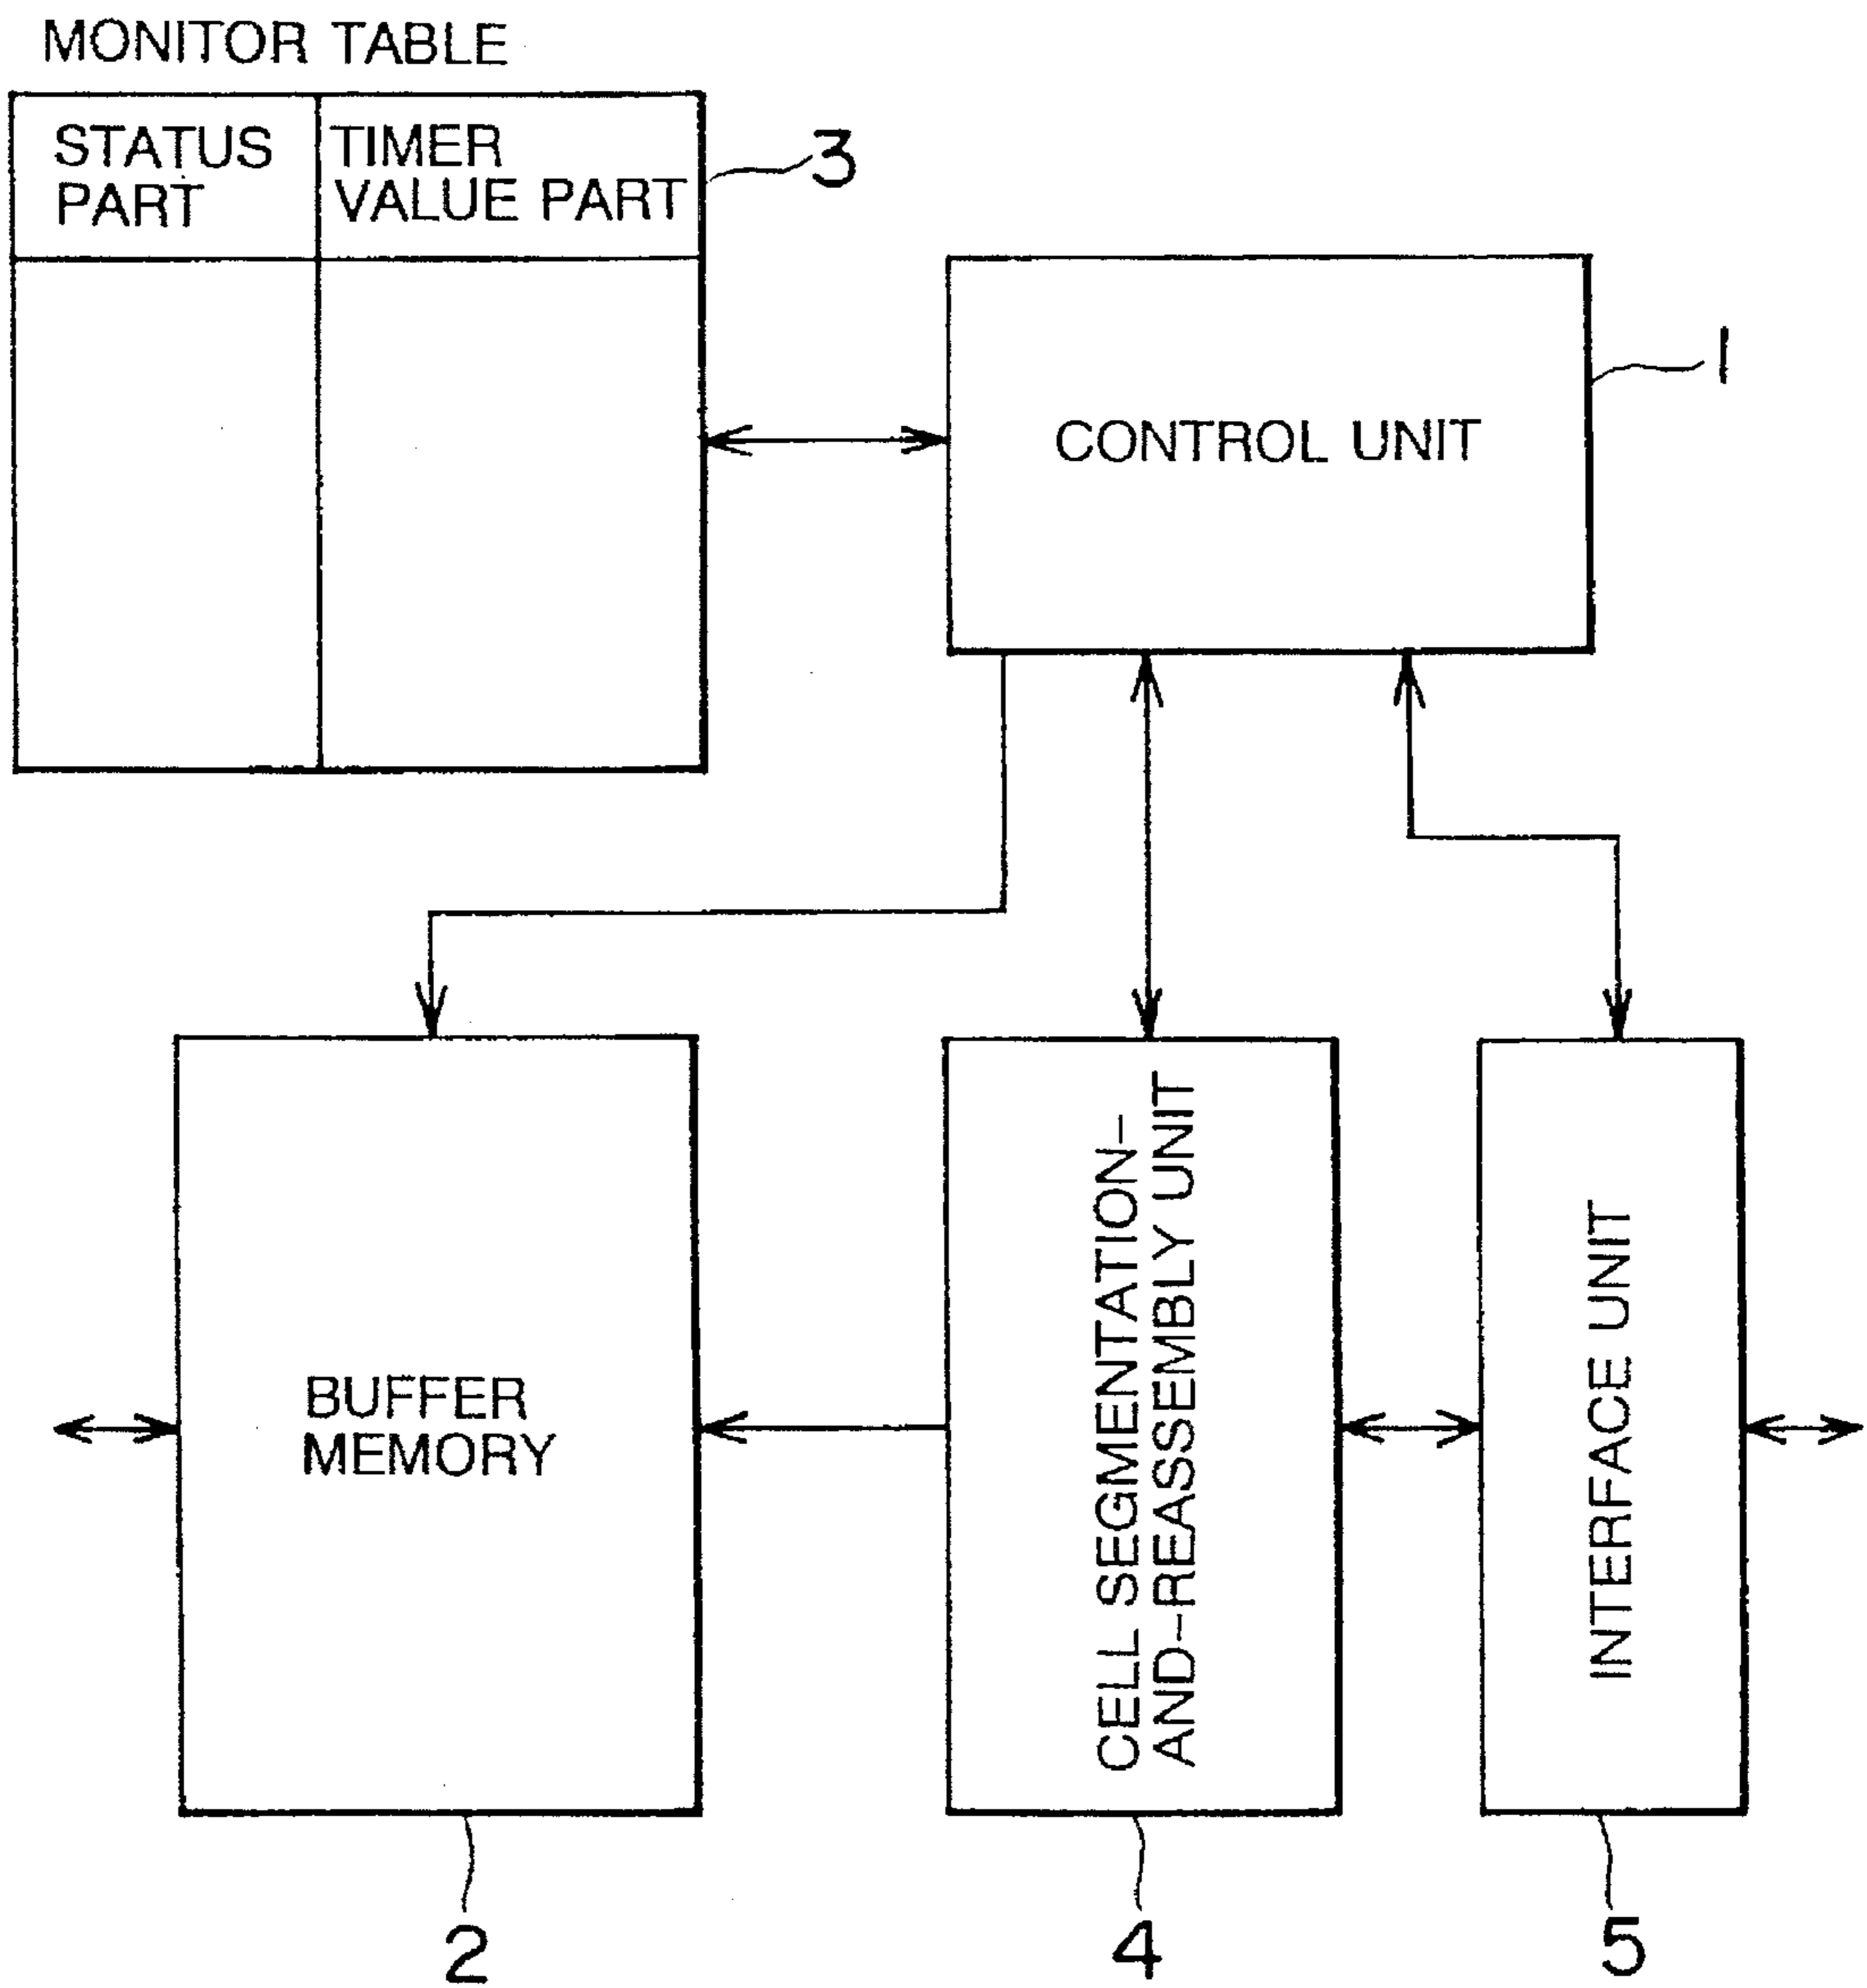 MONITOR TABLE
STATUS
PART
TIMER
VALUE PART
3
CONTROL UNIT
1
BUFFER
MEMORY
2
CELL SEGMENTATION-
AND-REASSEMBLY UNIT
4
INTERFACE UNIT
5